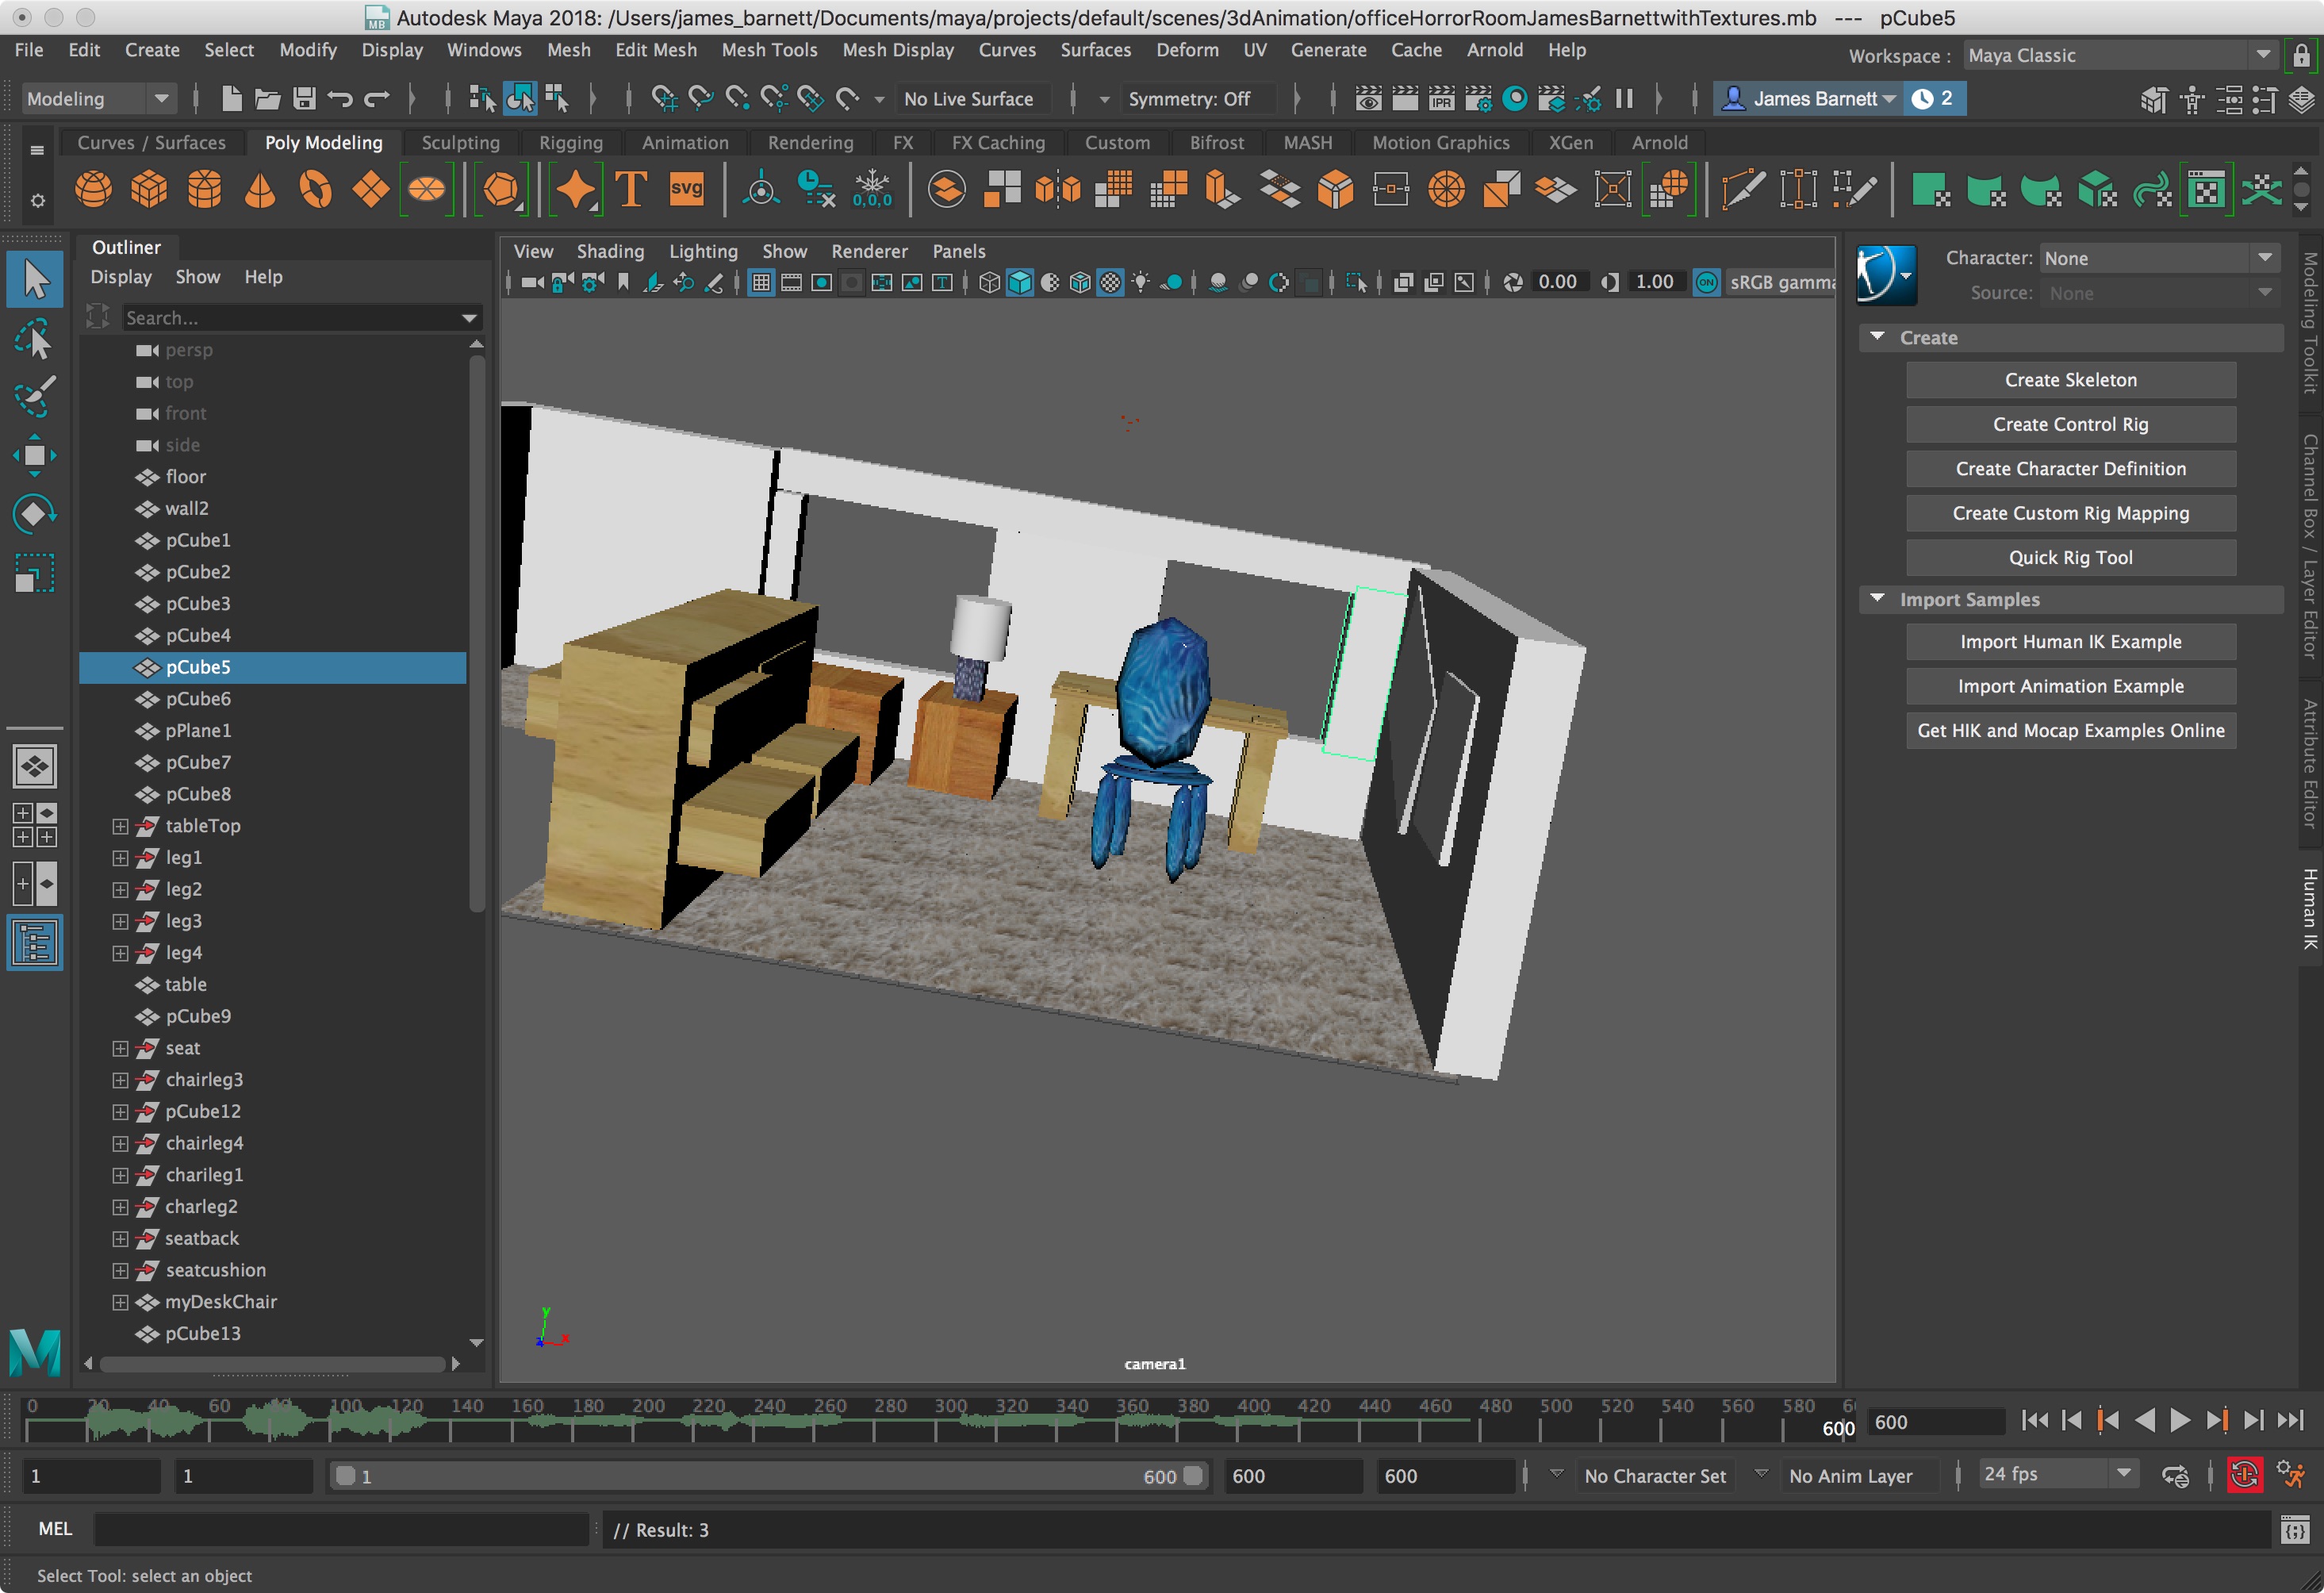 Autodesk Maya 2018: /Users/james_barnett/Documents/maya/projects/default/scenes/3dAnimation/officeHorrorRoomJamesBarnettwithTextures.mb --- pCube5
File Edit Create Select Modify Display Windows Mesh Edit Mesh Mesh Tools Mesh Display Curves Surfaces Deform UV Generate Cache Arnold Help
Workspace : Maya Classic
Modeling No Live Surface Symmetry: Off IPR James Barnett 2
Curves / Surfaces Poly Modeling Sculpting Rigging Animation Rendering FX FX Caching Custom Bifrost MASH Motion Graphics XGen Arnold
T svg 0,0,0
Outliner
Display Show Help
Search...
persp
top
front
side
floor
wall2
pCube1
pCube2
pCube3
pCube4
pCube5
pCube6
pPlane1
pCube7
pCube8
tableTop
leg1
leg2
leg3
leg4
table
pCube9
seat
chairleg3
pCube12
chairleg4
charileg1
charleg2
seatback
seatcushion
myDeskChair
pCube13
View Shading Lighting Show Renderer Panels
0.00 1.00 ON sRGB gamma
y
z x
camera1
Character: None
Source: None
Create
Create Skeleton
Create Control Rig
Create Character Definition
Create Custom Rig Mapping
Quick Rig Tool
Import Samples
Import Human IK Example
Import Animation Example
Get HIK and Mocap Examples Online
Modeling Toolkit
Channel Box / Layer Editor
Attribute Editor
Human IK
0 20 40 60 80 100 120 140 160 180 200 220 240 260 280 300 320 340 360 380 400 420 440 460 480 500 520 540 560 580
600 600
1 1 1 600 600 600 No Character Set No Anim Layer 24 fps
MEL // Result: 3
Select Tool: select an object